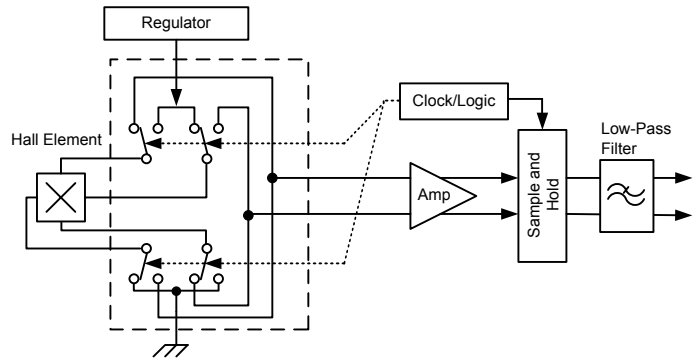 Regulator
Clock/Logic
Hall Element
Low-Pass
Filter
Amp
Sample and
Hold